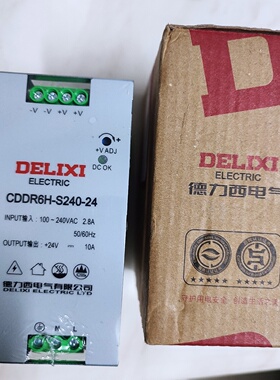 -V -V +V +V
+V ADJ
DC OK
DELIXI
ELECTRIC
CDDR6H-S240-24
INPUT输入：100-240VAC 2.8A
50/60Hz
OUTPUT输出：+24V 10A
德力西电气有限公司
DELIXI ELECTRIC LTD
N L
DELIXI
德力西电气